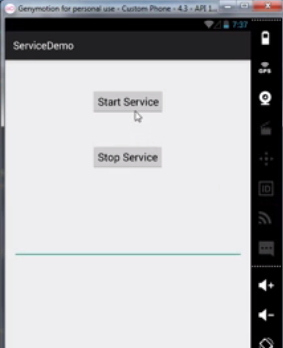 Genymotion for personal use - Custom Phone - 4.3 - API 1...
7:37
ServiceDemo
GPS
Start Service
Stop Service
ID